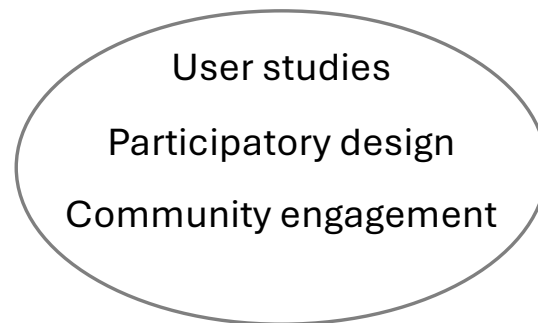 User studies
Participatory design
Community engagement